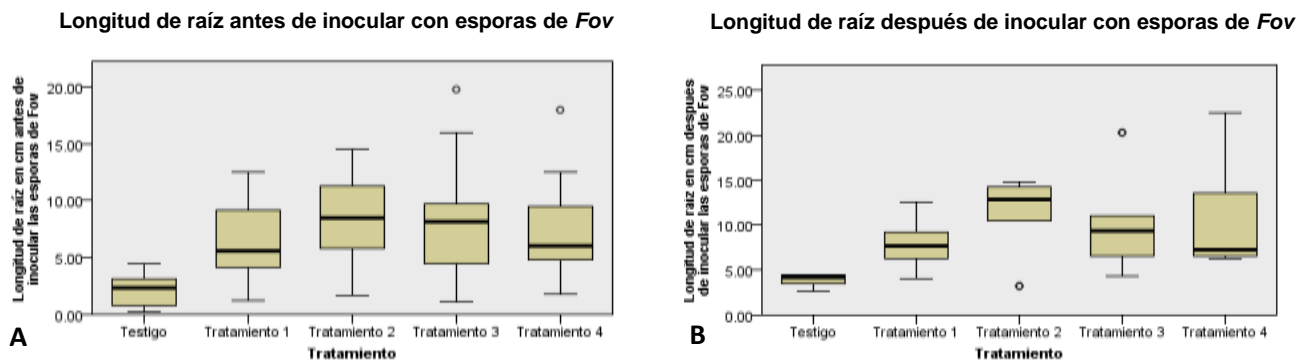 Longitud de raíz antes de inocular con esporas de Fov
Longitud de raíz en cm antes de
inocular las esporas de Fov
20.00
15.00
10.00
5.00
0.00
Testigo
Tratamiento 1
Tratamiento 2
Tratamiento 3
Tratamiento 4
Tratamiento
A
Longitud de raíz después de inocular con esporas de Fov
Longitud de raiz en cm después
de inocular las esporas de Fov
25.00
20.00
15.00
10.00
5.00
0.00
Testigo
Tratamiento 1
Tratamiento 2
Tratamiento 3
Tratamiento 4
Tratamiento
B